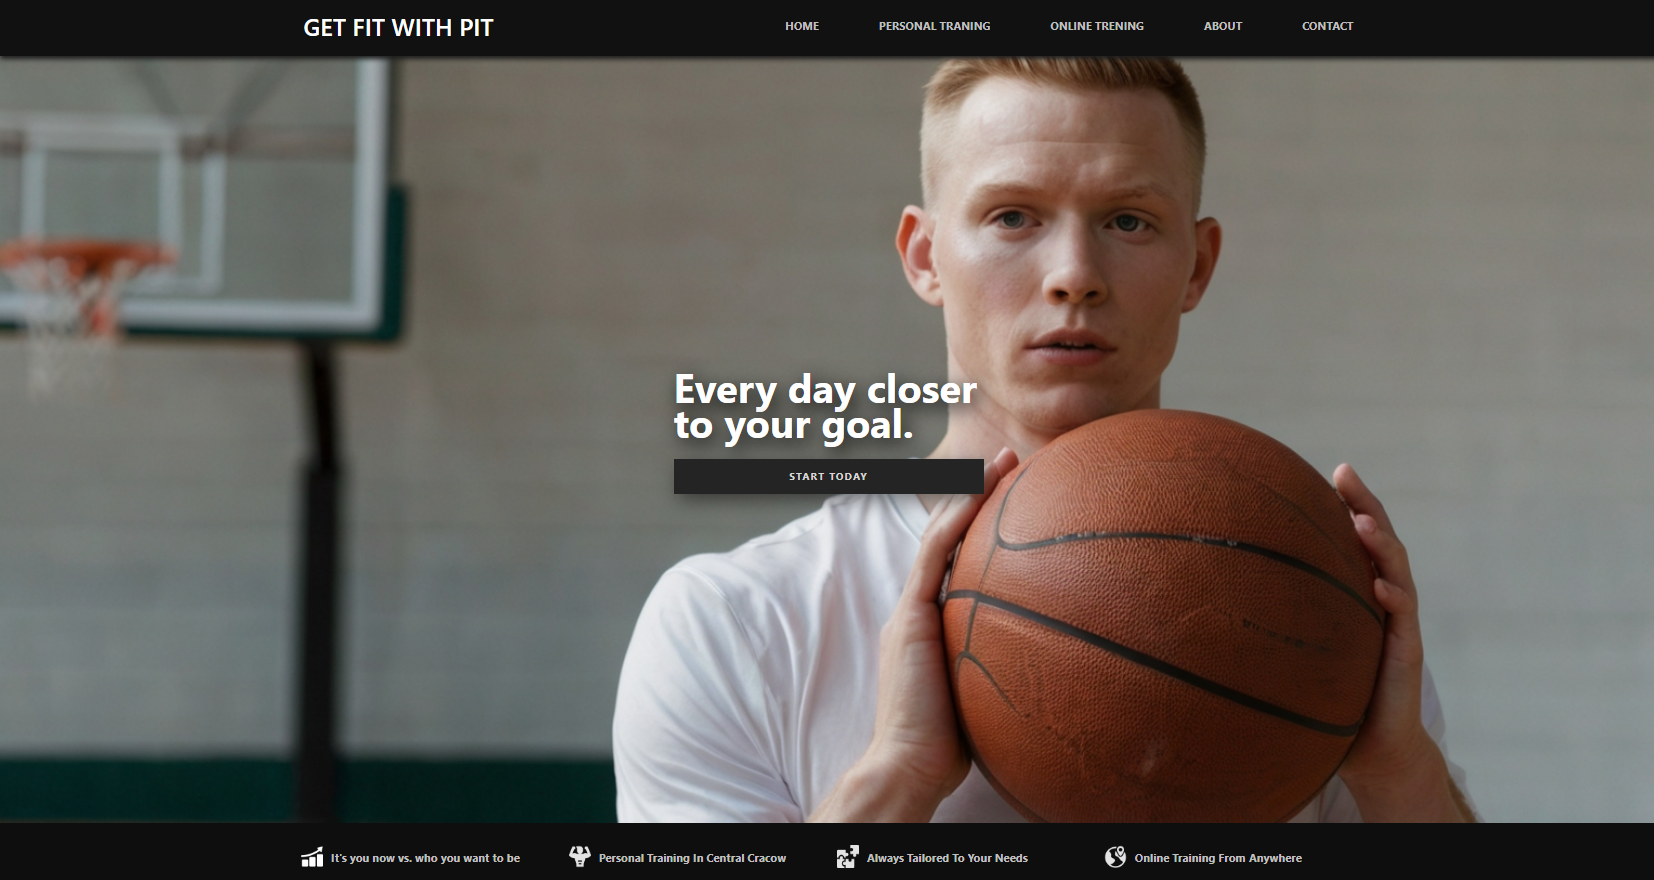 GET FIT WITH PIT
HOME
PERSONAL TRANING
ONLINE TRENING
ABOUT
CONTACT
Every day closer
to your goal.
START TODAY
It's you now vs. who you want to be
Personal Training In Central Cracow
Always Tailored To Your Needs
Online Training From Anywhere